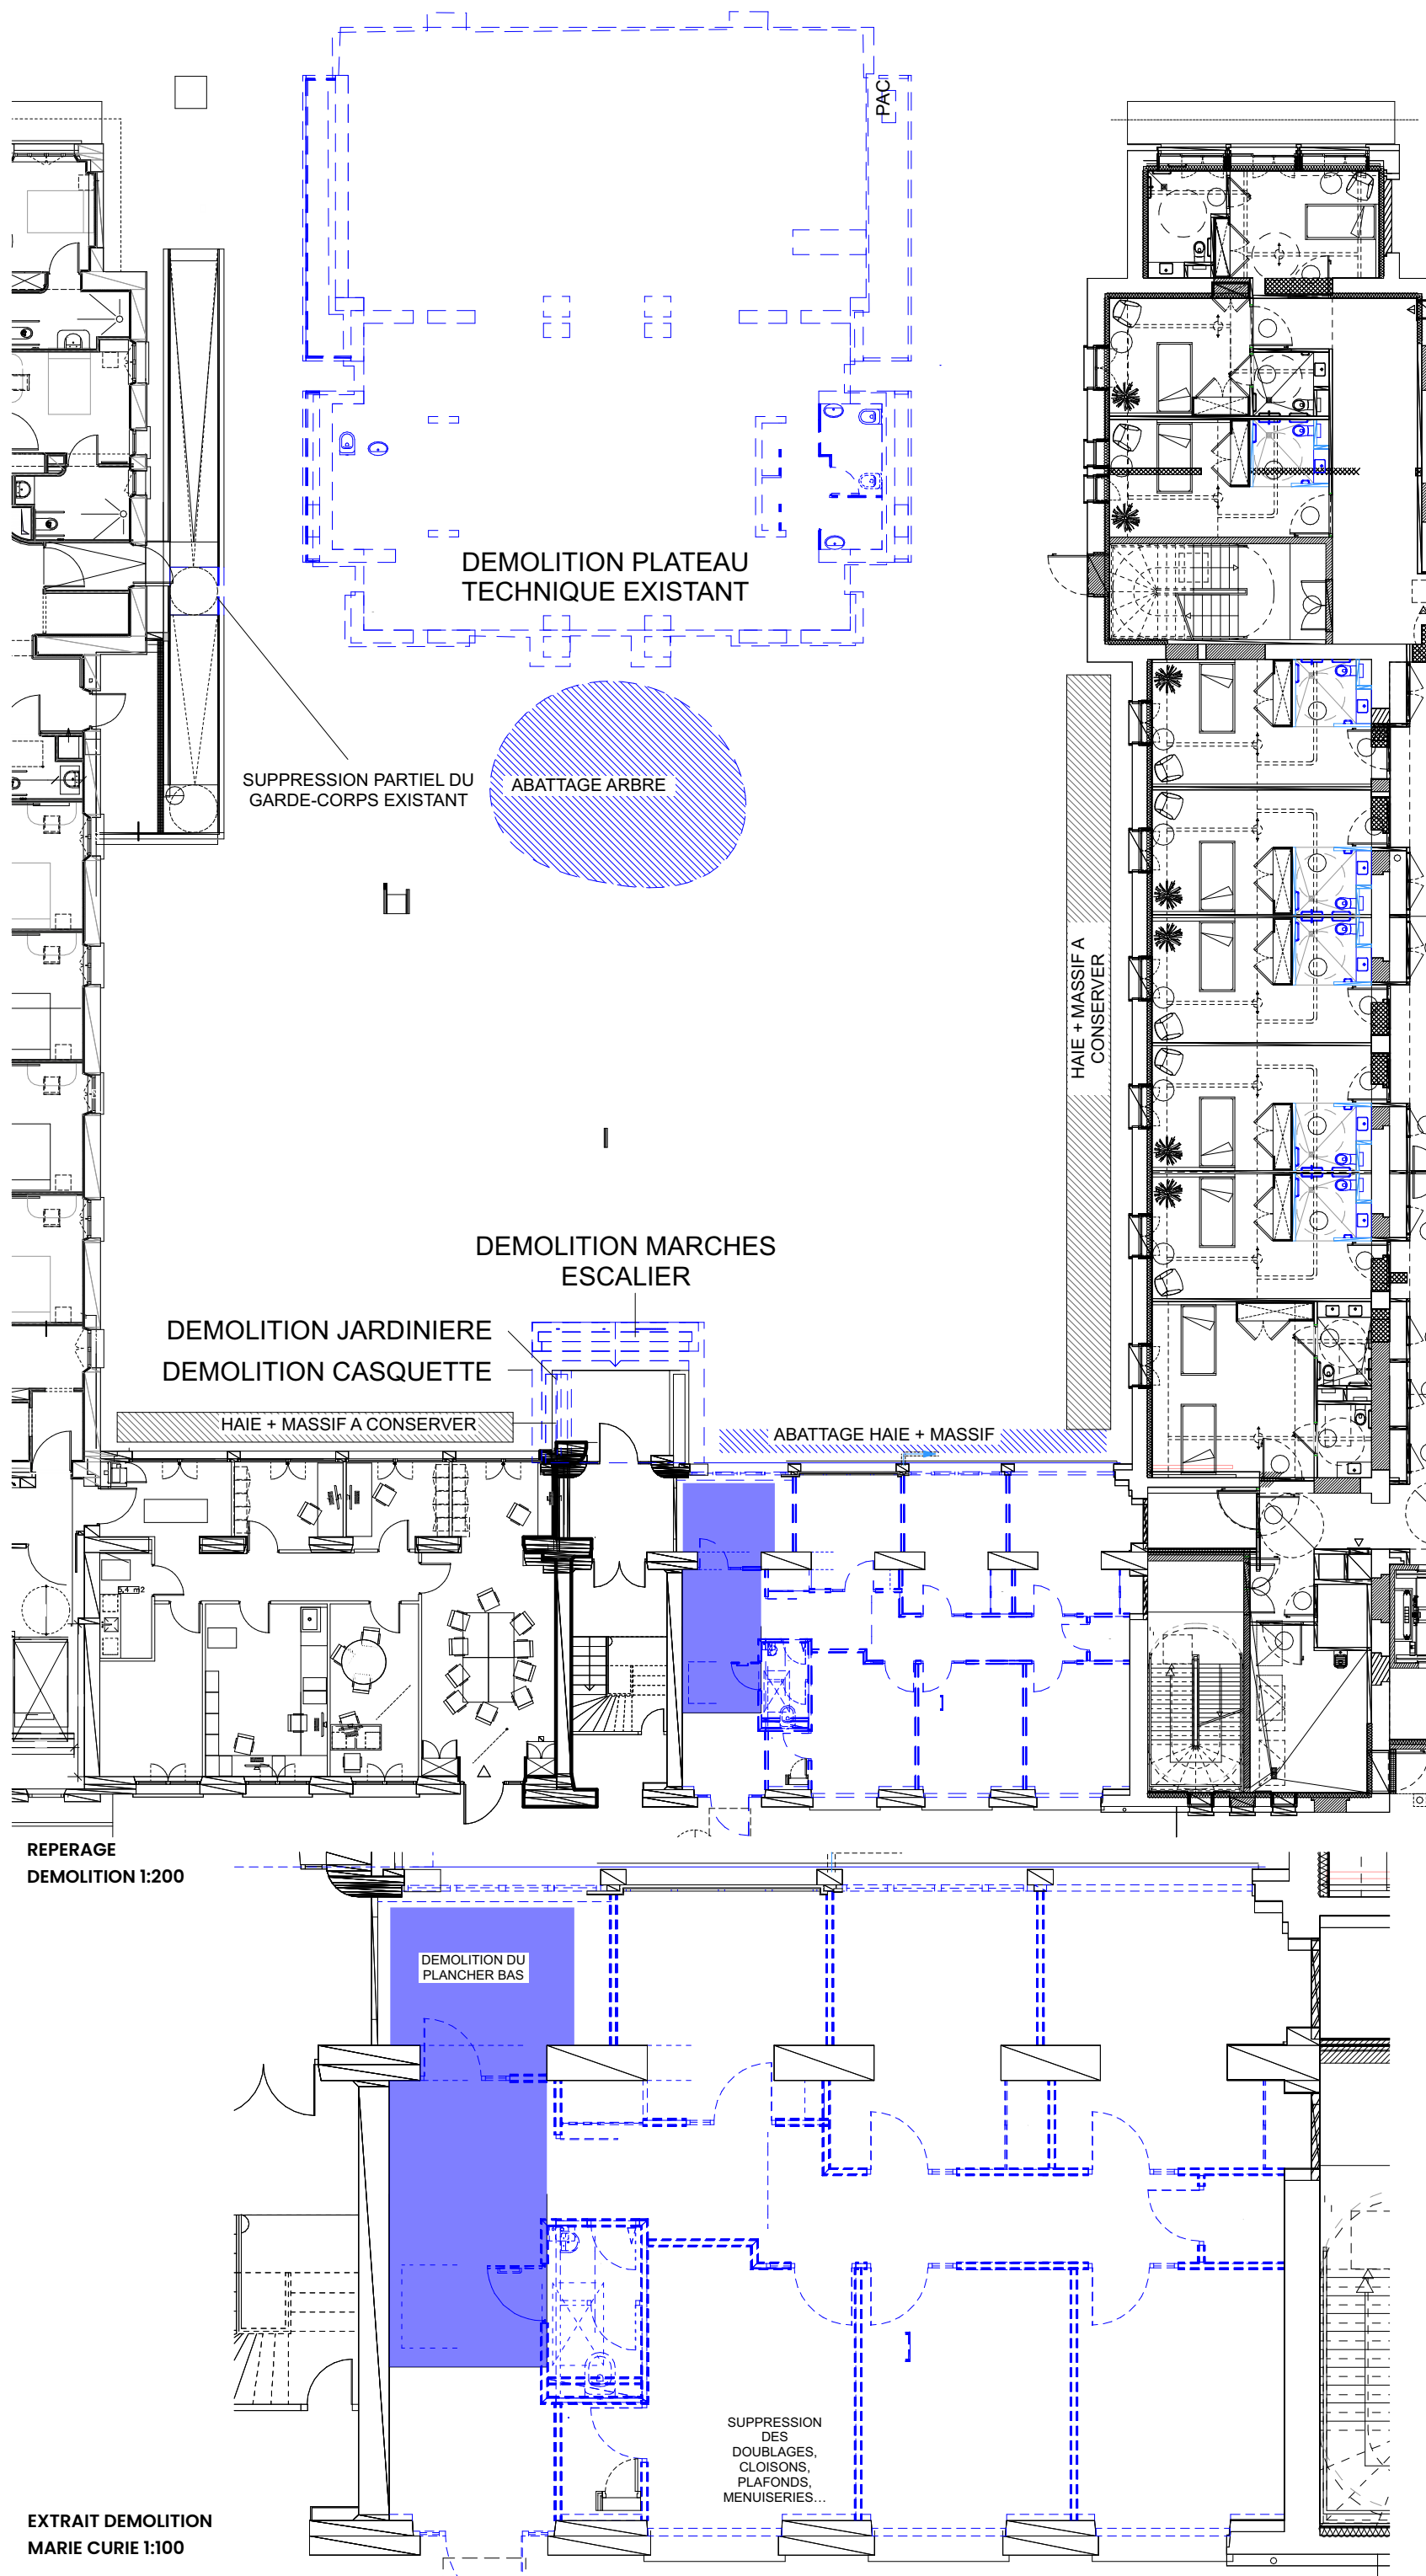 PAC
DEMOLITION PLATEAU
TECHNIQUE EXISTANT
SUPPRESSION PARTIEL DU
GARDE-CORPS EXISTANT
ABATTAGE ARBRE
HAIE + MASSIF A
CONSERVER
DEMOLITION MARCHES
ESCALIER
DEMOLITION JARDINIERE
DEMOLITION CASQUETTE
HAIE + MASSIF A CONSERVER
ABATTAGE HAIE + MASSIF
5,4 m2
REPERAGE
DEMOLITION 1:200
DEMOLITION DU
PLANCHER BAS
SUPPRESSION
DES
DOUBLAGES,
CLOISONS,
PLAFONDS,
MENUISERIES...
EXTRAIT DEMOLITION
MARIE CURIE 1:100